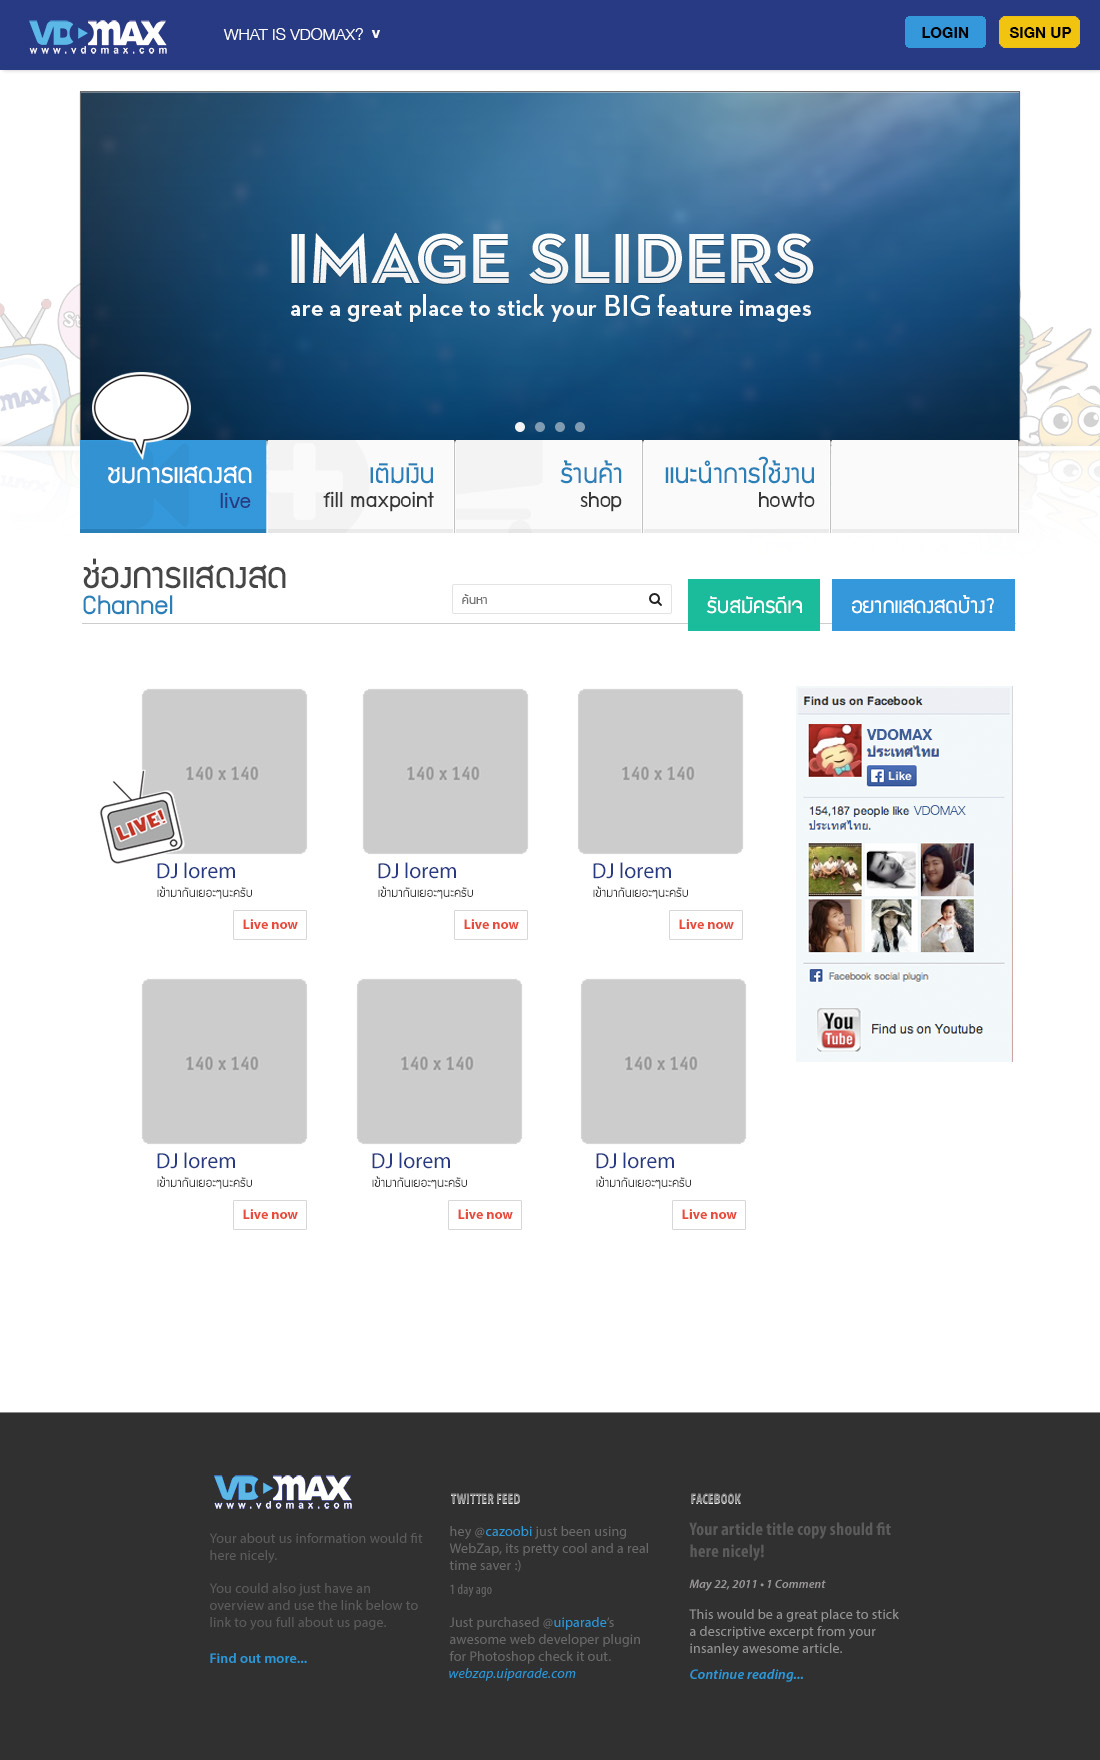 VDOMAX
www.vdomax.com
WHAT IS VDOMAX? v
LOGIN
SIGN UP
IMAGE SLIDERS
are a great place to stick your BIG feature images
MAX
ชมการแสดงสด
live
เติมเงิน
fill maxpoint
ร้านค้า
shop
แนะนำการใช้งาน
howto
ช่องการแสดงสด
Channel
ค้นหา
รับสมัครดีเจ
อยากแสดงสดบ้าง?
140 x 140
LIVE!
DJ lorem
เข้ามากันเยอะๆนะครับ
Live now
140 x 140
DJ lorem
เข้ามากันเยอะๆนะครับ
Live now
140 x 140
DJ lorem
เข้ามากันเยอะๆนะครับ
Live now
140 x 140
DJ lorem
เข้ามากันเยอะๆนะครับ
Live now
140 x 140
DJ lorem
เข้ามากันเยอะๆนะครับ
Live now
140 x 140
DJ lorem
เข้ามากันเยอะๆนะครับ
Live now
Find us on Facebook
VDOMAX
ประเทศไทย
Like
154,187 people like VDOMAX
ประเทศไทย.
Facebook social plugin
You
Tube
Find us on Youtube
VDOMAX
www.vdomax.com
Your about us information would fit
here nicely.
You could also just have an
overview and use the link below to
link to you full about us page.
Find out more...
TWITTER FEED
hey @cazoobi just been using
WebZap, its pretty cool and a real
time saver :)
1 day ago
Just purchased @uiparade's
awesome web developer plugin
for Photoshop check it out.
webzap.uiparade.com
FACEBOOK
Your article title copy should fit
here nicely!
May 22, 2011 • 1 Comment
This would be a great place to stick
a descriptive excerpt from your
insanley awesome article.
Continue reading...